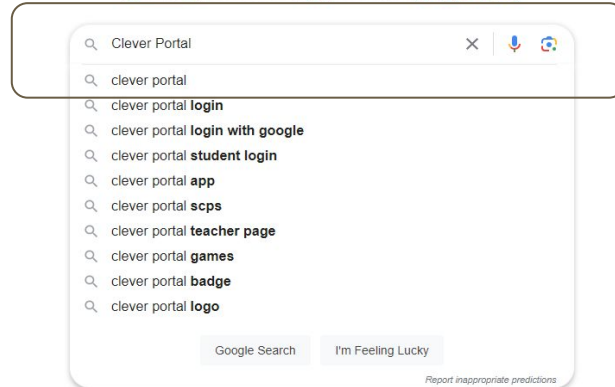 Clever Portal
clever portal
clever portal login
clever portal login with google
clever portal student login
clever portal app
clever portal scps
clever portal teacher page
clever portal games
clever portal badge
clever portal logo
Google Search I'm Feeling Lucky
Report inappropriate predictions